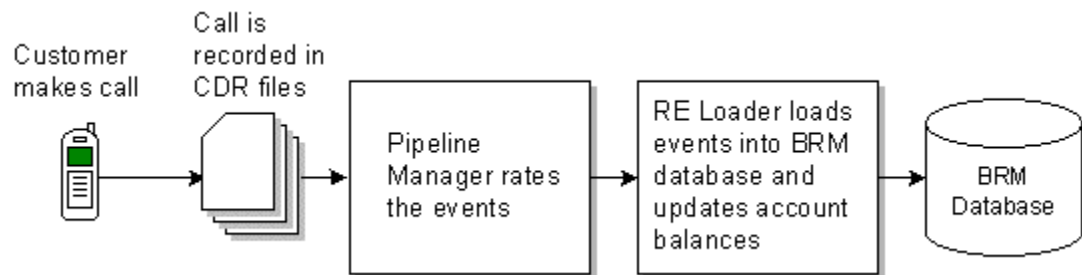 Customer
makes call
Call is
recorded in
CDR files
Pipeline
Manager rates
the events
RE Loader loads
events into BRM
database and
updates account
balances
BRM
Database